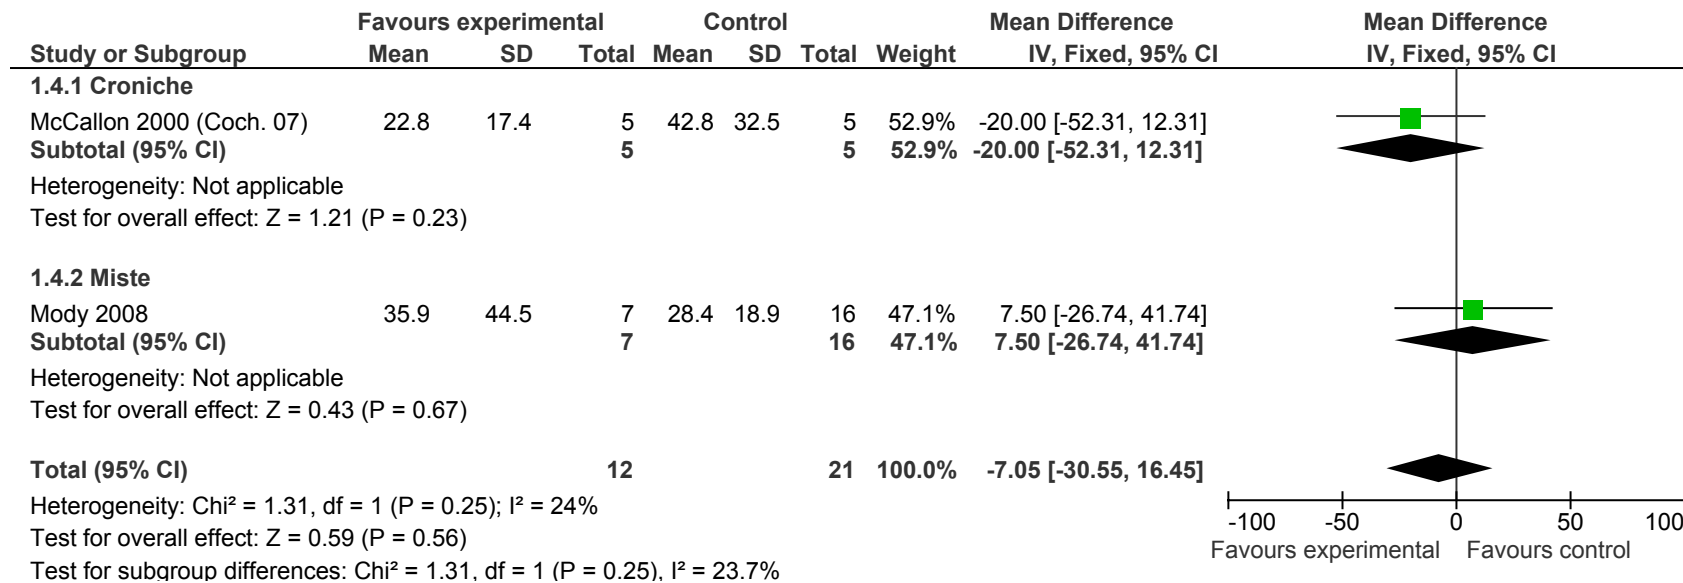 Favours experimental Control Mean Difference Mean Difference
Study or Subgroup Mean SD Total Mean SD Total Weight IV, Fixed, 95% CI IV, Fixed, 95% CI
1.4.1 Croniche
McCallon 2000 (Coch. 07) 22.8 17.4 5 42.8 32.5 5 52.9% -20.00 [-52.31, 12.31]
Subtotal (95% CI) 5 5 52.9% -20.00 [-52.31, 12.31]
Heterogeneity: Not applicable
Test for overall effect: Z = 1.21 (P = 0.23)
1.4.2 Miste
Mody 2008 35.9 44.5 7 28.4 18.9 16 47.1% 7.50 [-26.74, 41.74]
Subtotal (95% CI) 7 16 47.1% 7.50 [-26.74, 41.74]
Heterogeneity: Not applicable
Test for overall effect: Z = 0.43 (P = 0.67)
Total (95% CI) 12 21 100.0% -7.05 [-30.55, 16.45]
Heterogeneity: Chi² = 1.31, df = 1 (P = 0.25); I² = 24%
Test for overall effect: Z = 0.59 (P = 0.56)
Test for subgroup differences: Chi² = 1.31, df = 1 (P = 0.25), I² = 23.7%
-100 -50 0 50 100
Favours experimental Favours control